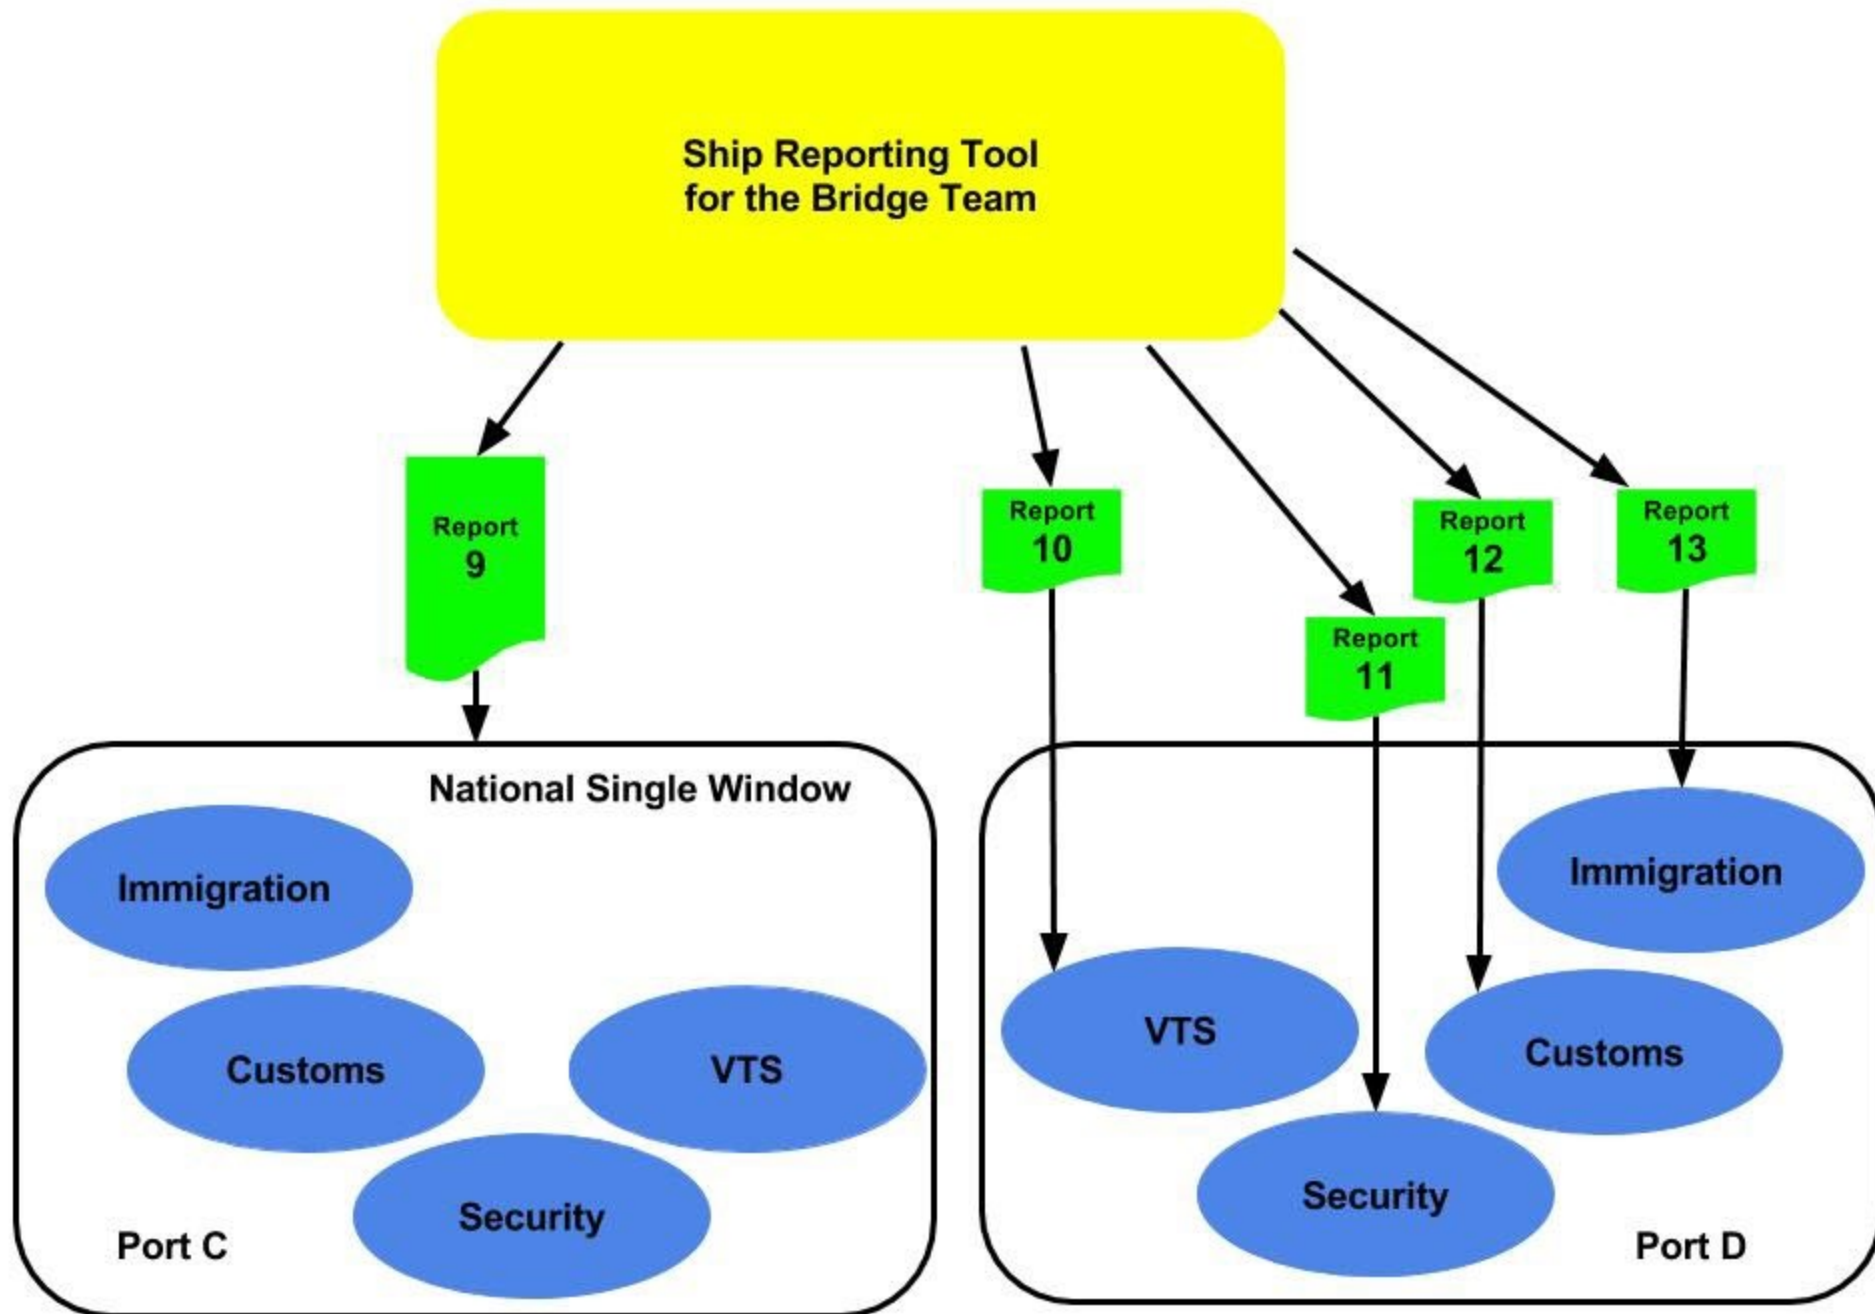 Ship Reporting Tool
for the Bridge Team
Report
9
Report
10
Report
11
Report
12
Report
13
National Single Window
Immigration
Customs
VTS
Security
Port C
Immigration
VTS
Customs
Security
Port D